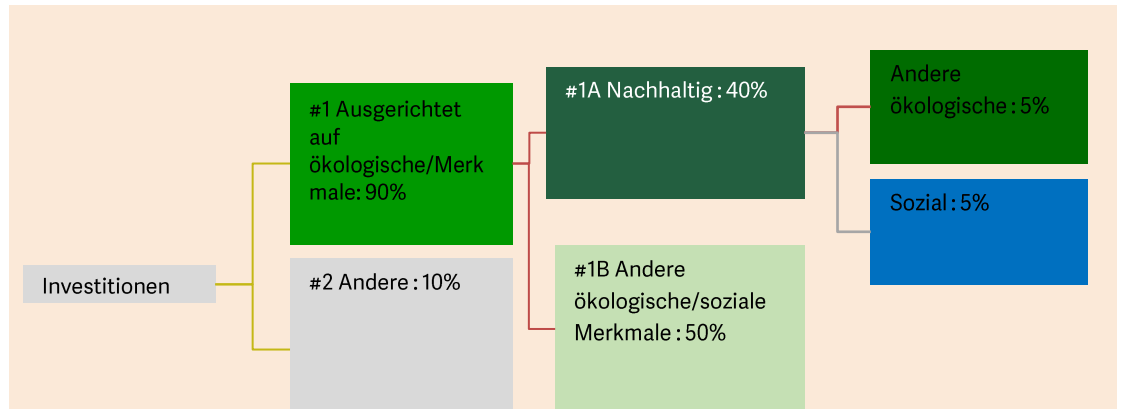 Investitionen
#1 Ausgerichtet
auf
ökologische/Merk
male: 90%
#2 Andere : 10%
#1A Nachhaltig : 40%
#1B Andere
ökologische/soziale
Merkmale : 50%
Andere
ökologische : 5%
Sozial : 5%